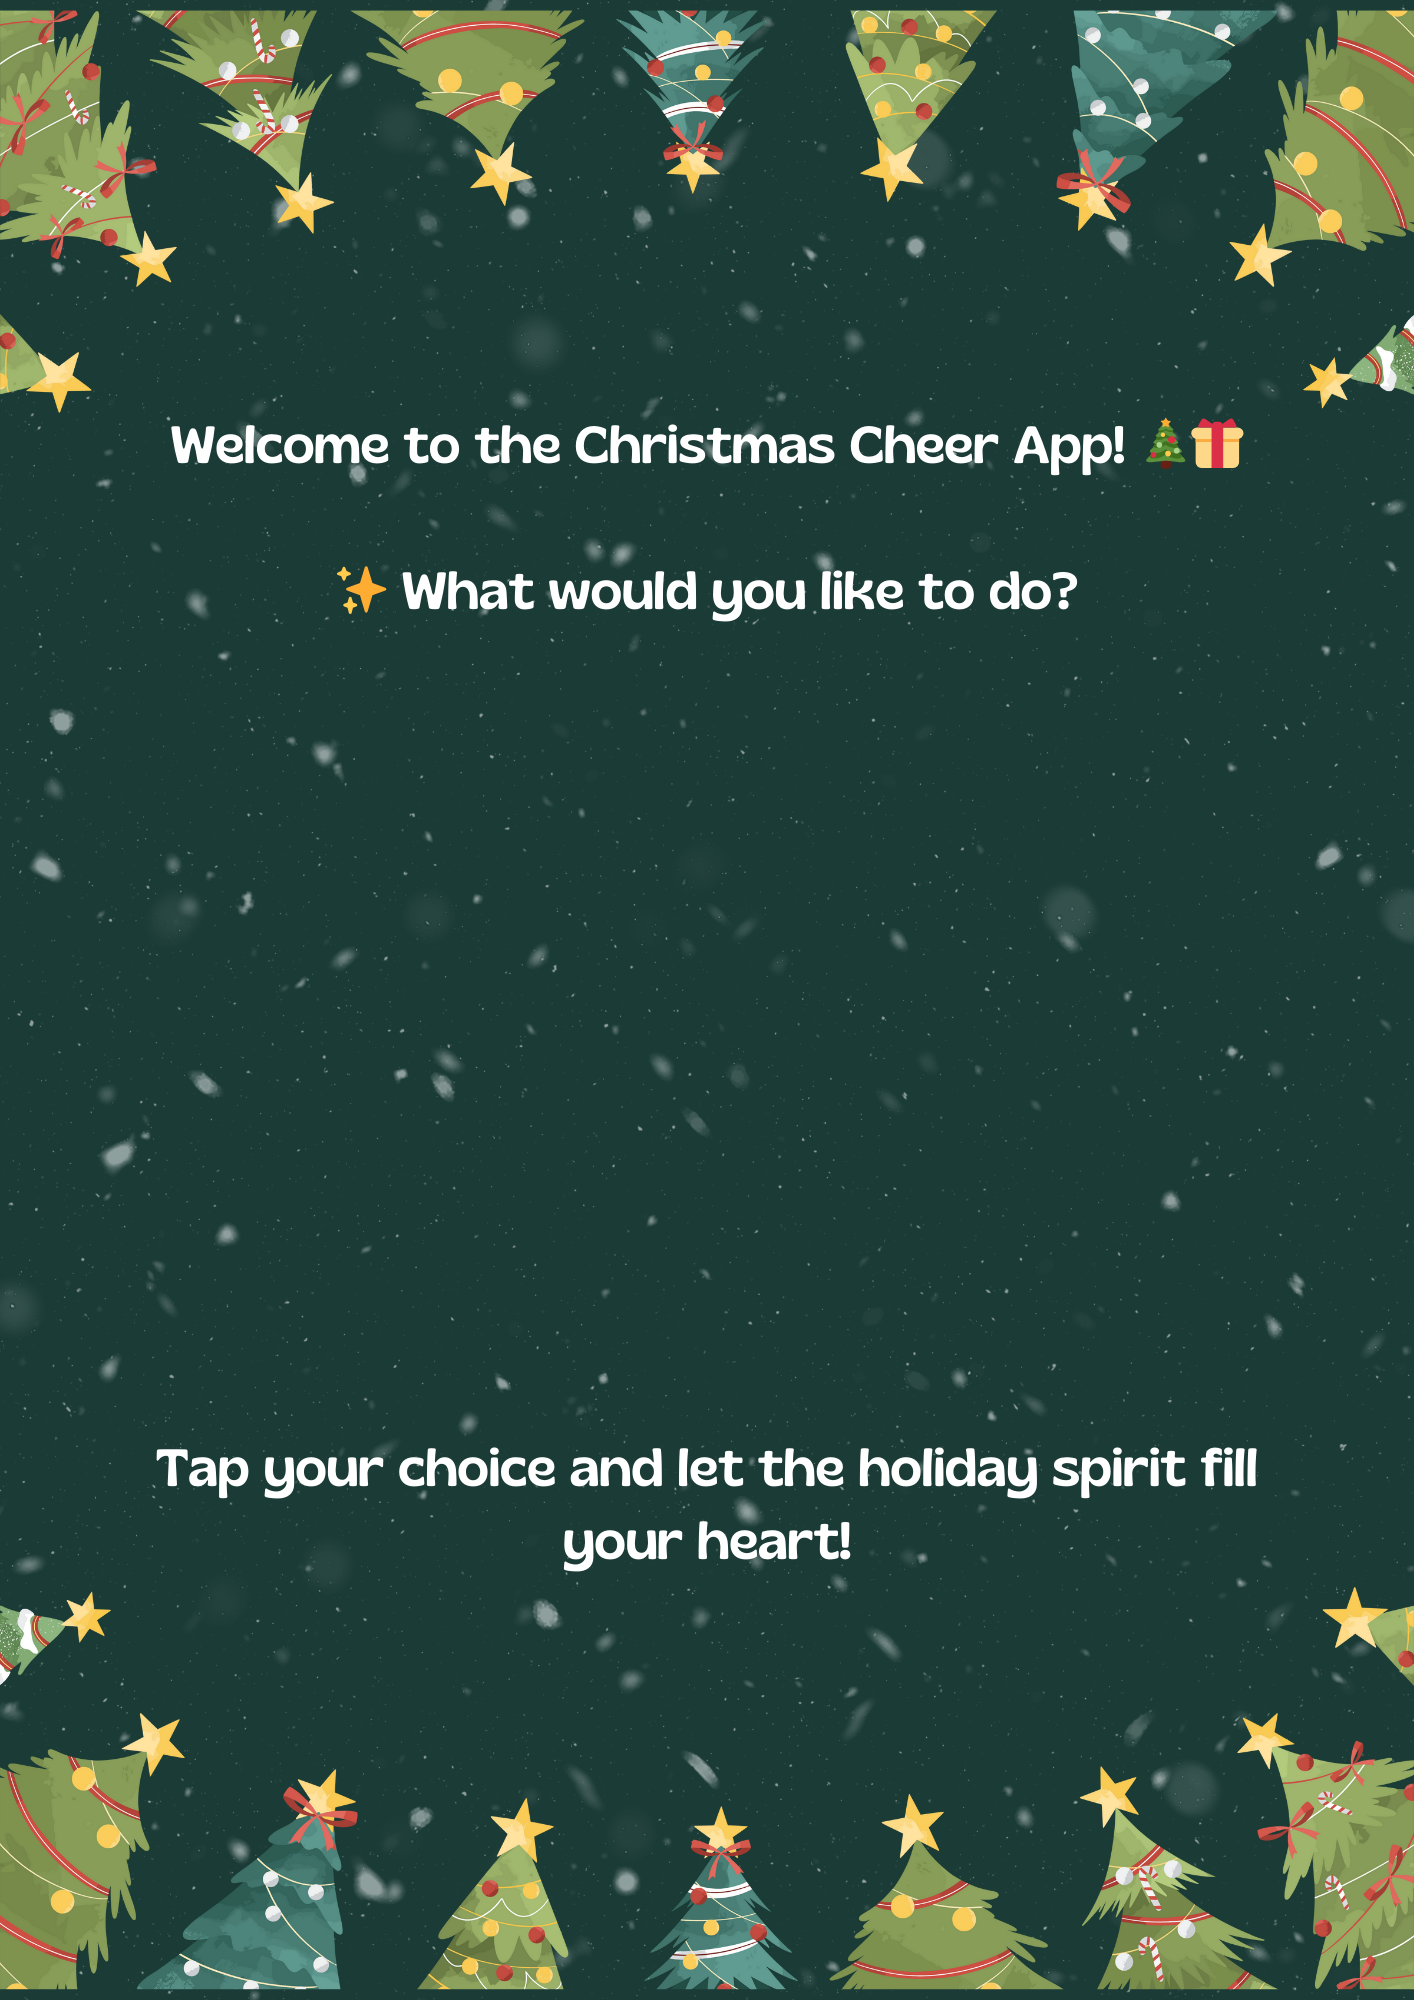 Welcome to the Christmas Cheer App! 🎄🎁
✨ What would you like to do?
Tap your choice and let the holiday spirit fill
your heart!